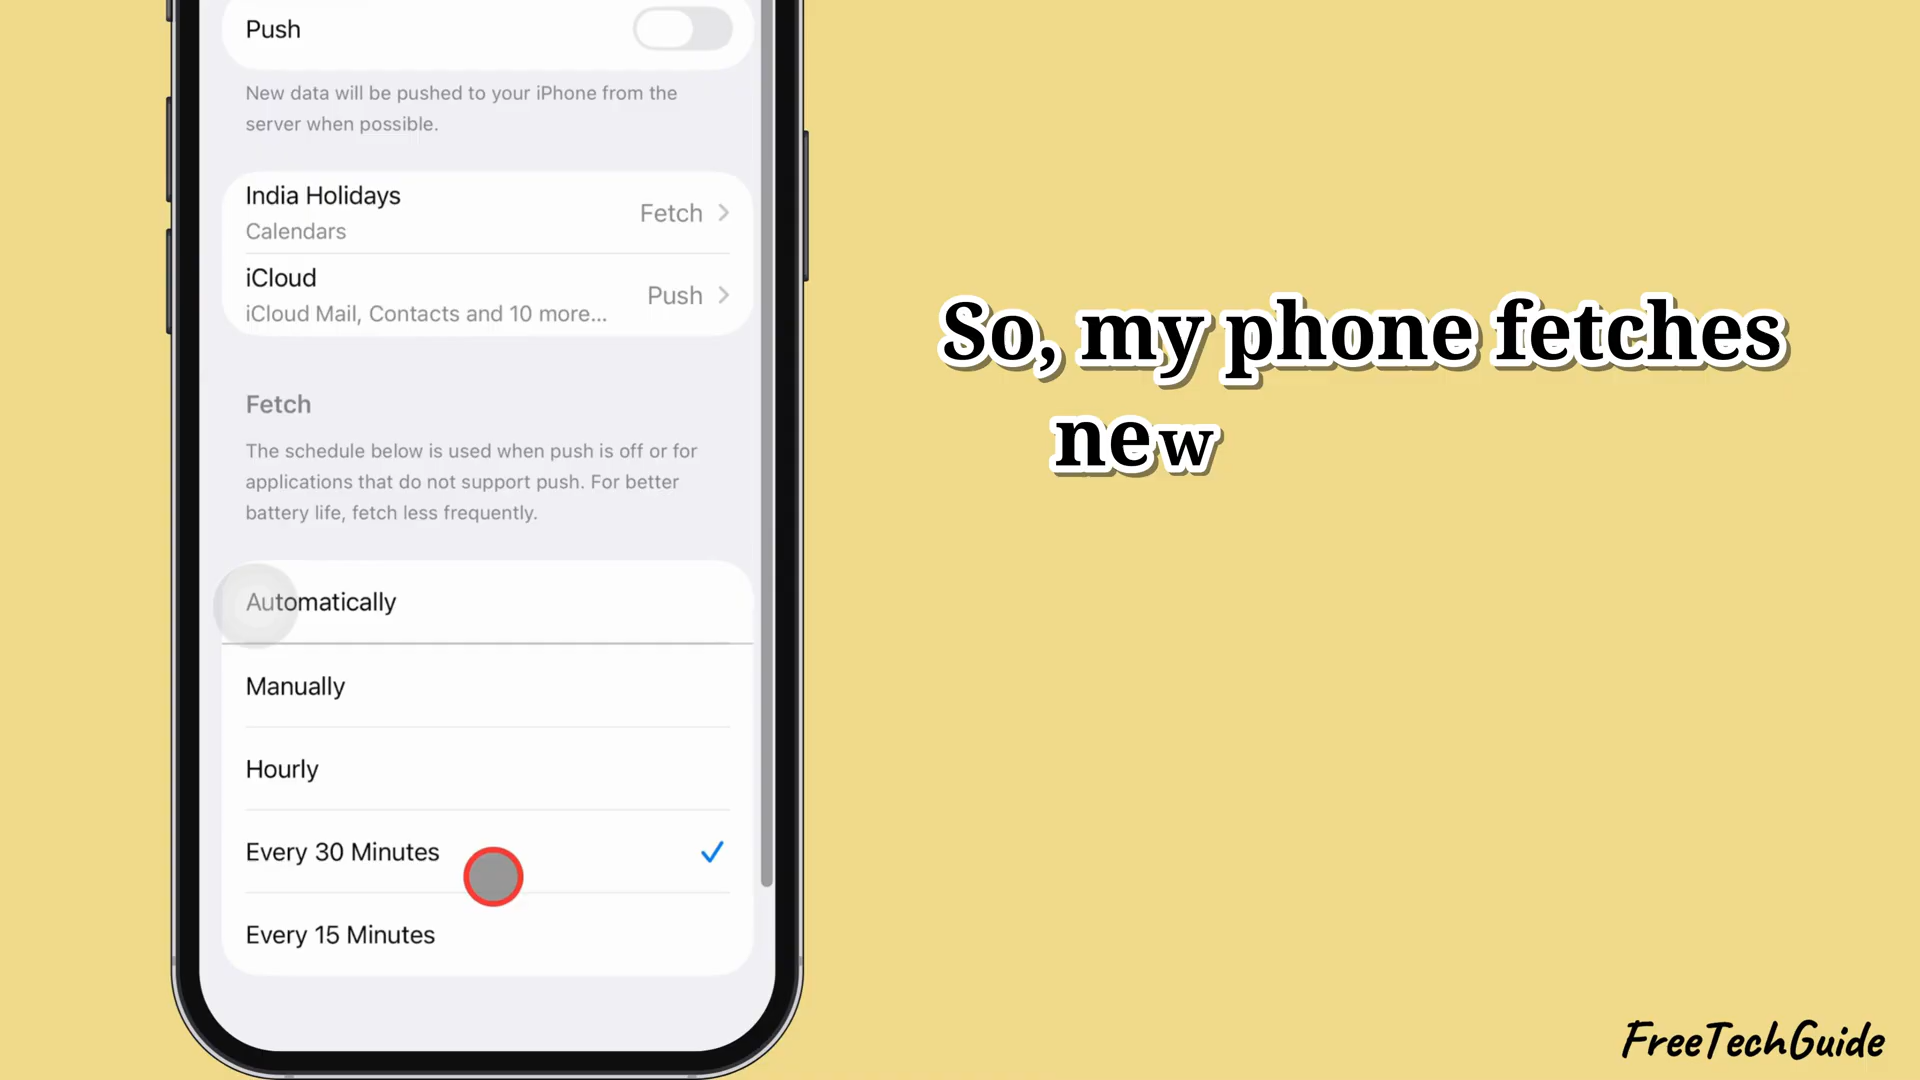 Push
New data will be pushed to your iPhone from the
server when possible.
India Holidays
Calendars
Fetch
iCloud
iCloud Mail, Contacts and 10 more...
Push
Fetch
The schedule below is used when push is off or for
applications that do not support push. For better
battery life, fetch less frequently.
Automatically
Manually
Hourly
Every 30 Minutes
Every 15 Minutes
So, my phone fetches
new
FreeTechGuide